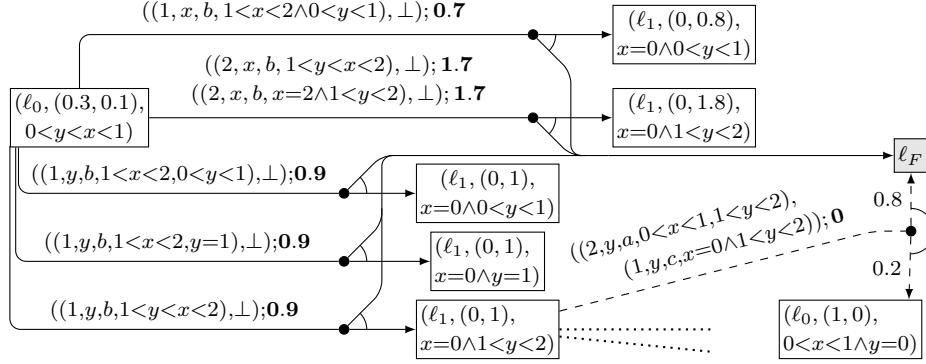 ((1, x, b, 1<x<2∧0<y<1), ⊥); 0.7
(ℓ₁, (0, 0.8),
x=0∧0<y<1)
((2, x, b, 1<y<x<2), ⊥); 1.7
((2, x, b, x=2∧1<y<2), ⊥); 1.7
(ℓ₀, (0.3, 0.1),
0<y<x<1)
(ℓ₁, (0, 1.8),
x=0∧1<y<2)
ℓ_F
((1,y,b,1<x<2,0<y<1),⊥);0.9
(ℓ₁, (0, 1),
x=0∧0<y<1)
((1,y,b,1<x<2,y=1),⊥);0.9
(ℓ₁, (0, 1),
x=0∧y=1)
((1,y,b,1<y<x<2),⊥);0.9
(ℓ₁, (0, 1),
x=0∧1<y<2)
((2,y,a,0<x<1,1<y<2),
(1,y,c,x=0∧1<y<2)); 0
0.8
0.2
(ℓ₀, (1, 0),
0<x<1∧y=0)